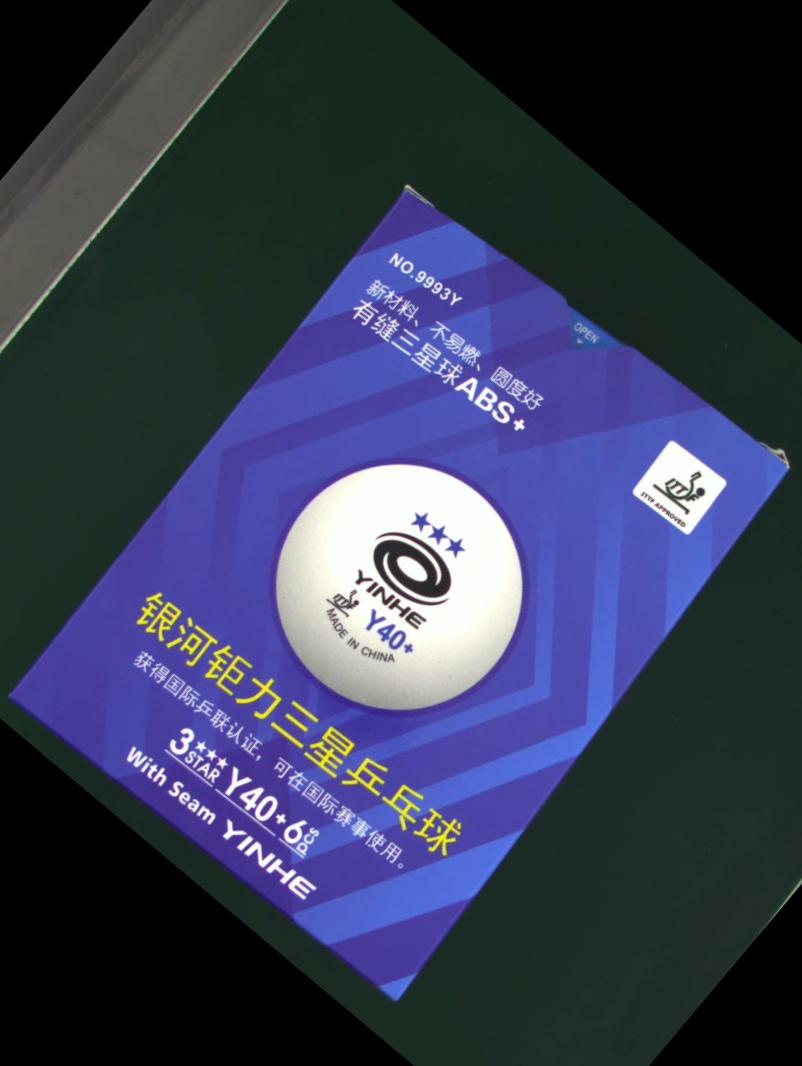 NO.9993Y
新材料、不易燃、圆度好
有缝三星球ABS+
OPEN
ITTF
ITTF APPROVED
YINHE
ITTF Y40+
MADE IN CHINA
银河钜力三星乒乓球
获得国际乒联认证，可在国际赛事使用。
3★★★STAR Y40+6PCS
With Seam YINHE